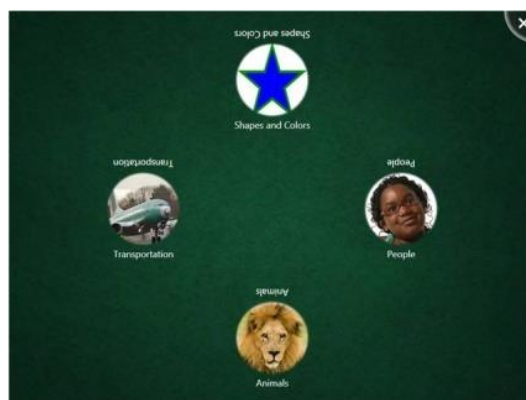 Shapes and Colors
Shapes and Colors
Transportation
Transportation
People
People
Animals
Animals